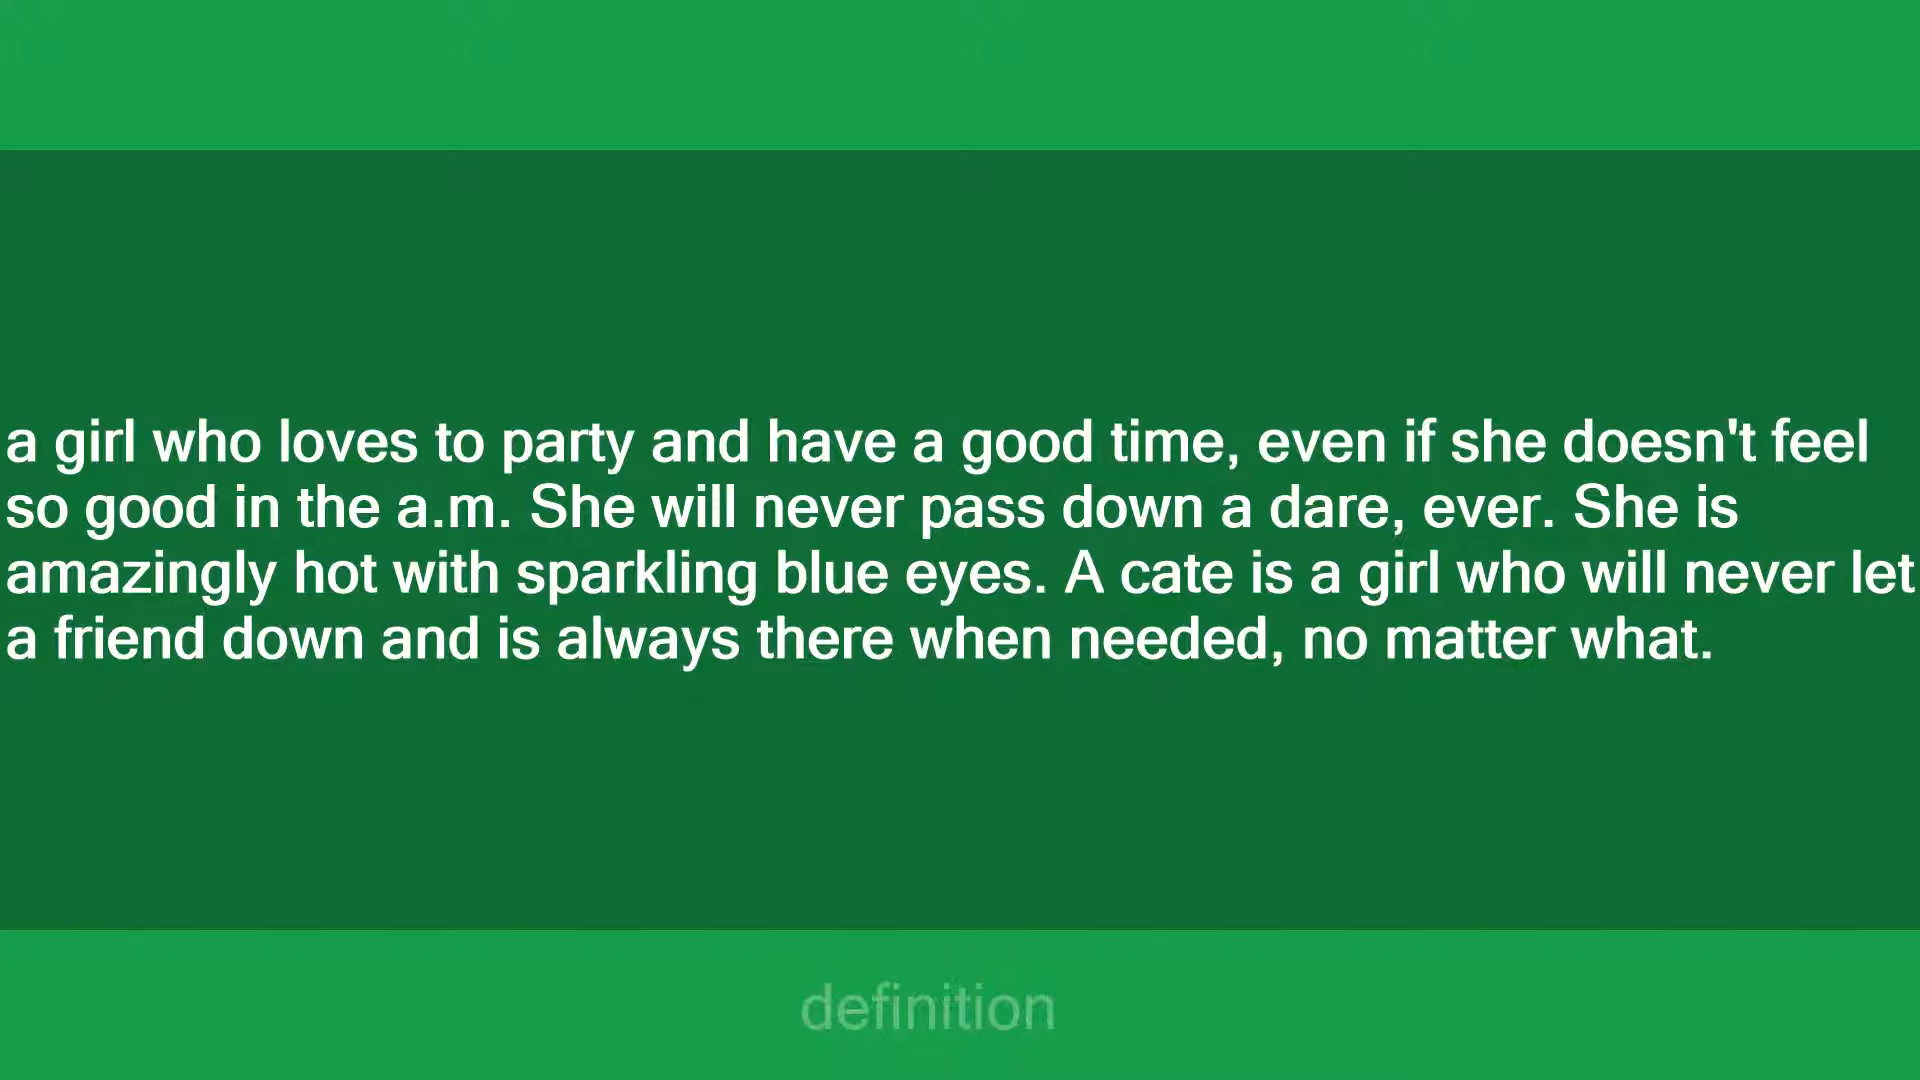 a girl who loves to party and have a good time, even if she doesn't feel
so good in the a.m. She will never pass down a dare, ever. She is
amazingly hot with sparkling blue eyes. A cate is a girl who will never let
a friend down and is always there when needed, no matter what.
definition